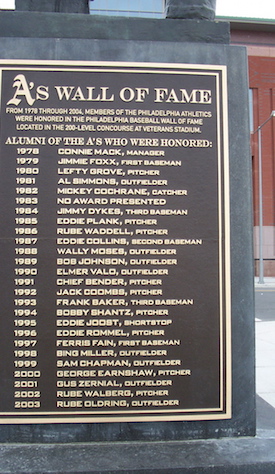 A's WALL OF FAME
FROM 1978 THROUGH 2004, MEMBERS OF THE PHILADELPHIA ATHLETICS
WERE HONORED IN THE PHILADELPHIA BASEBALL WALL OF FAME
LOCATED IN THE 200-LEVEL CONCOURSE AT VETERANS STADIUM.
ALUMNI OF THE A'S WHO WERE HONORED:
1978 CONNIE MACK, MANAGER
1979 JIMMIE FOXX, FIRST BASEMAN
1980 LEFTY GROVE, PITCHER
1981 AL SIMMONS, OUTFIELDER
1982 MICKEY COCHRANE, CATCHER
1983 NO AWARD PRESENTED
1984 JIMMY DYKES, THIRD BASEMAN
1985 EDDIE PLANK, PITCHER
1986 RUBE WADDELL, PITCHER
1987 EDDIE COLLINS, SECOND BASEMAN
1988 WALLY MOSES, OUTFIELDER
1989 BOB JOHNSON, OUTFIELDER
1990 ELMER VALO, OUTFIELDER
1991 CHIEF BENDER, PITCHER
1992 JACK COOMBS, PITCHER
1993 FRANK BAKER, THIRD BASEMAN
1994 BOBBY SHANTZ, PITCHER
1995 EDDIE JOOST, SHORTSTOP
1996 EDDIE ROMMEL, PITCHER
1997 FERRIS FAIN, FIRST BASEMAN
1998 BING MILLER, OUTFIELDER
1999 SAM CHAPMAN, OUTFIELDER
2000 GEORGE EARNSHAW, PITCHER
2001 GUS ZERNIAL, OUTFIELDER
2002 RUBE WALBERG, PITCHER
2003 RUBE OLDRING, OUTFIELDER